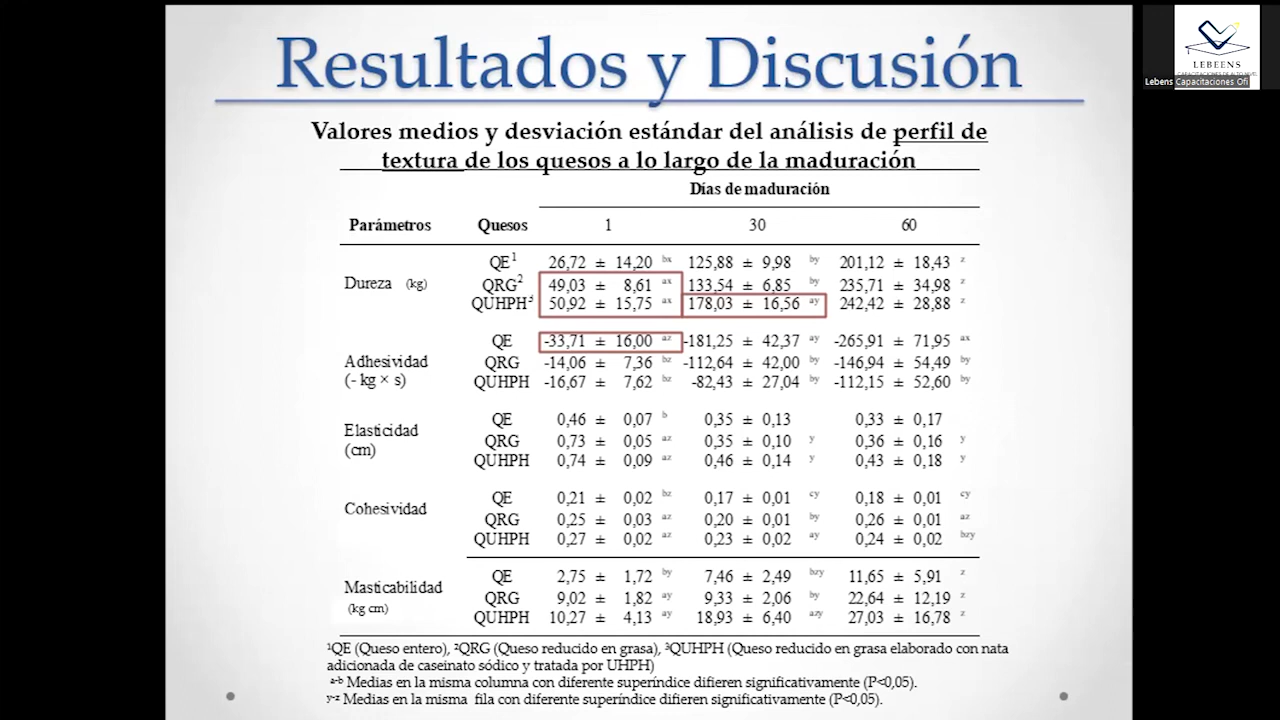 Resultados y Discusión
LEBEENS
CAPACITACIONES DE ALTO NIVEL
Lebens Capacitaciones Ofi
Valores medios y desviación estándar del análisis de perfil de
textura de los quesos a lo largo de la maduración
Días de maduración
Parámetros Quesos 1 30 60
Dureza (kg)
QE¹ 26,72 ± 14,20 bx 125,88 ± 9,98 by 201,12 ± 18,43 z
QRG² 49,03 ± 8,61 ax 133,54 ± 6,85 by 235,71 ± 34,98 z
QUHPH³ 50,92 ± 15,75 ax 178,03 ± 16,56 ay 242,42 ± 28,88 z
Adhesividad
(- kg × s)
QE -33,71 ± 16,00 az -181,25 ± 42,37 ay -265,91 ± 71,95 ax
QRG -14,06 ± 7,36 bz -112,64 ± 42,00 by -146,94 ± 54,49 by
QUHPH -16,67 ± 7,62 bz -82,43 ± 27,04 by -112,15 ± 52,60 by
Elasticidad
(cm)
QE 0,46 ± 0,07 b 0,35 ± 0,13 0,33 ± 0,17
QRG 0,73 ± 0,05 az 0,35 ± 0,10 y 0,36 ± 0,16 y
QUHPH 0,74 ± 0,09 az 0,46 ± 0,14 y 0,43 ± 0,18 y
Cohesividad
QE 0,21 ± 0,02 bz 0,17 ± 0,01 cy 0,18 ± 0,01 cy
QRG 0,25 ± 0,03 az 0,20 ± 0,01 by 0,26 ± 0,01 az
QUHPH 0,27 ± 0,02 az 0,23 ± 0,02 ay 0,24 ± 0,02 bzy
Masticabilidad
(kg cm)
QE 2,75 ± 1,72 by 7,46 ± 2,49 bzy 11,65 ± 5,91 z
QRG 9,02 ± 1,82 ay 9,33 ± 2,06 by 22,64 ± 12,19 z
QUHPH 10,27 ± 4,13 ay 18,93 ± 6,40 azy 27,03 ± 16,78 z
¹QE (Queso entero), ²QRG (Queso reducido en grasa), ³QUHPH (Queso reducido en grasa elaborado con nata
adicionada de caseinato sódico y tratada por UHPH)
a-b Medias en la misma columna con diferente superíndice difieren significativamente (P<0,05).
y-z Medias en la misma fila con diferente superíndice difieren significativamente (P<0,05).